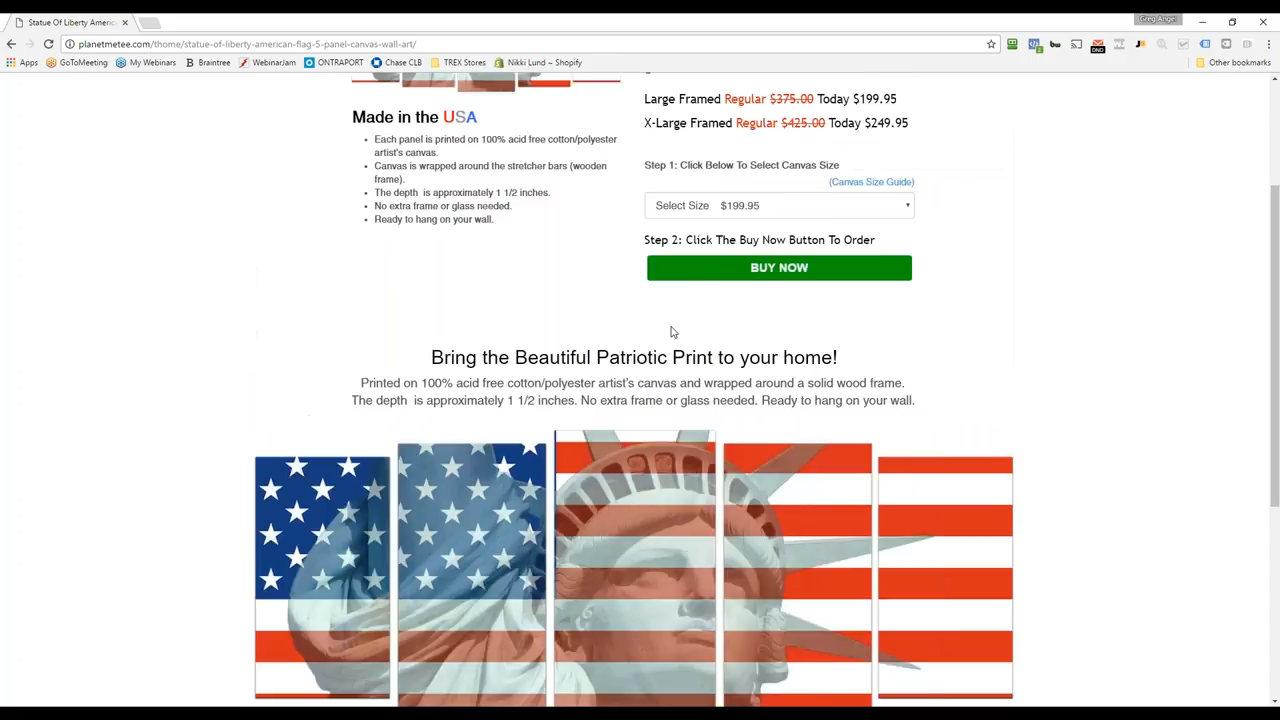 Statue Of Liberty America
Greg Angel
planetmetee.com/thome/statue-of-liberty-american-flag-5-panel-canvas-wall-art/
Apps GoToMeeting My Webinars Braintree WebinarJam ONTRAPORT Chase CLB TREX Stores Nikki Lund ~ Shopify Other bookmarks
Large Framed Regular $375.00 Today $199.95
X-Large Framed Regular $425.00 Today $249.95
Made in the USA
Each panel is printed on 100% acid free cotton/polyester
artist's canvas.
Canvas is wrapped around the stretcher bars (wooden
frame).
The depth is approximately 1 1/2 inches.
No extra frame or glass needed.
Ready to hang on your wall.
Step 1: Click Below To Select Canvas Size
(Canvas Size Guide)
Select Size $199.95
Step 2: Click The Buy Now Button To Order
BUY NOW
Bring the Beautiful Patriotic Print to your home!
Printed on 100% acid free cotton/polyester artist's canvas and wrapped around a solid wood frame.
The depth is approximately 1 1/2 inches. No extra frame or glass needed. Ready to hang on your wall.